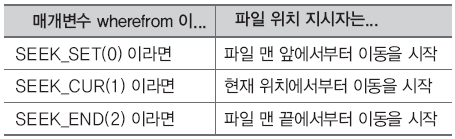 매개변수 wherefrom 이... 파일 위치 지시자는...
SEEK_SET(0) 이라면 파일 맨 앞에서부터 이동을 시작
SEEK_CUR(1) 이라면 현재 위치에서부터 이동을 시작
SEEK_END(2) 이라면 파일 맨 끝에서부터 이동을 시작